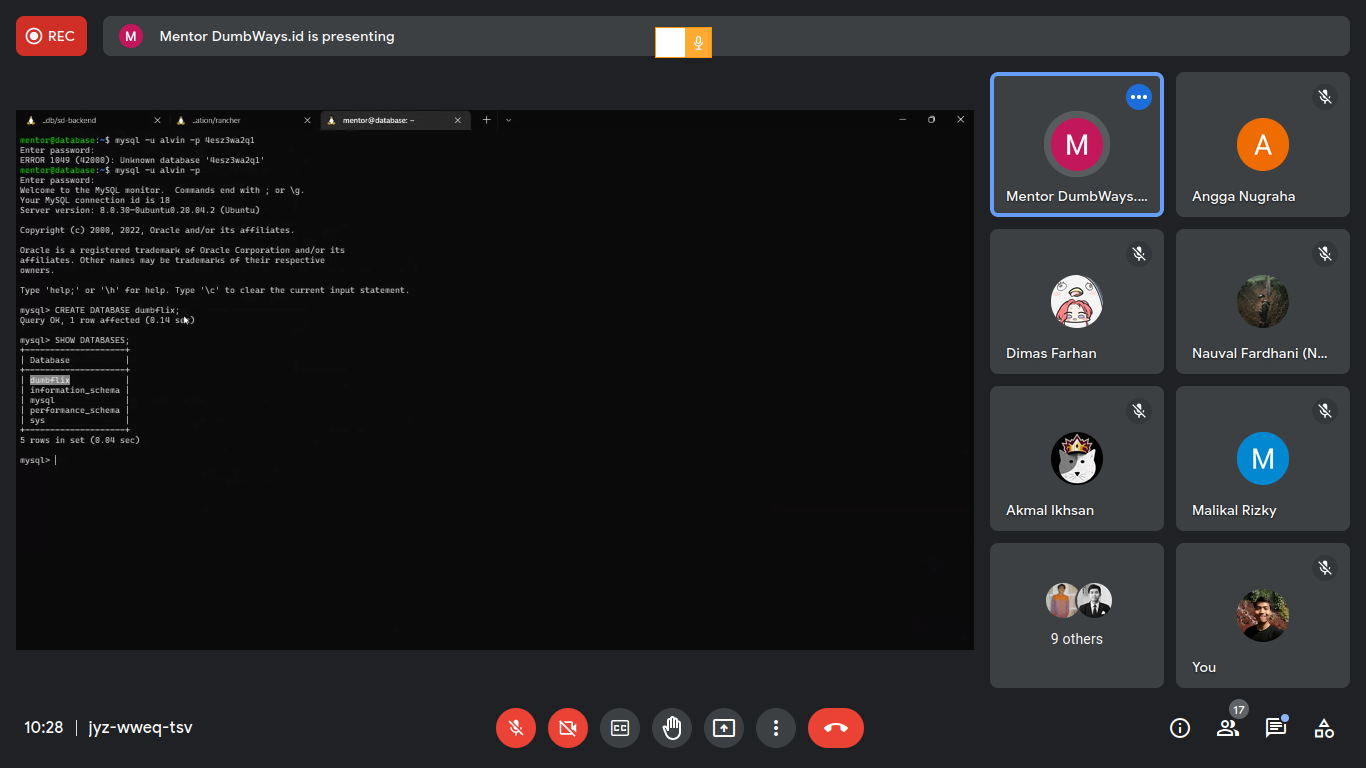 REC
M
Mentor DumbWays.id is presenting
..db/sd-backend
..ation/rancher
mentor@database: ~
mentor@database:~$ mysql -u alvin -p 4esz3wa2q1
Enter password:
ERROR 1049 (42000): Unknown database '4esz3wa2q1'
mentor@database:~$ mysql -u alvin -p
Enter password:
Welcome to the MySQL monitor.  Commands end with ; or \g.
Your MySQL connection id is 18
Server version: 8.0.30-0ubuntu0.20.04.2 (Ubuntu)
Copyright (c) 2000, 2022, Oracle and/or its affiliates.
Oracle is a registered trademark of Oracle Corporation and/or its
affiliates. Other names may be trademarks of their respective
owners.
Type 'help;' or '\h' for help. Type '\c' to clear the current input statement.
mysql> CREATE DATABASE dumbflix;
Query OK, 1 row affected (0.14 sec)
mysql> SHOW DATABASES;
+--------------------+
| Database           |
+--------------------+
| dumbflix           |
| information_schema |
| mysql              |
| performance_schema |
| sys                |
+--------------------+
5 rows in set (0.04 sec)
mysql>
M
Mentor DumbWays....
A
Angga Nugraha
Dimas Farhan
Nauval Fardhani (N...
Akmal Ikhsan
M
Malikal Rizky
9 others
You
10:28 | jyz-wweq-tsv
CC
17